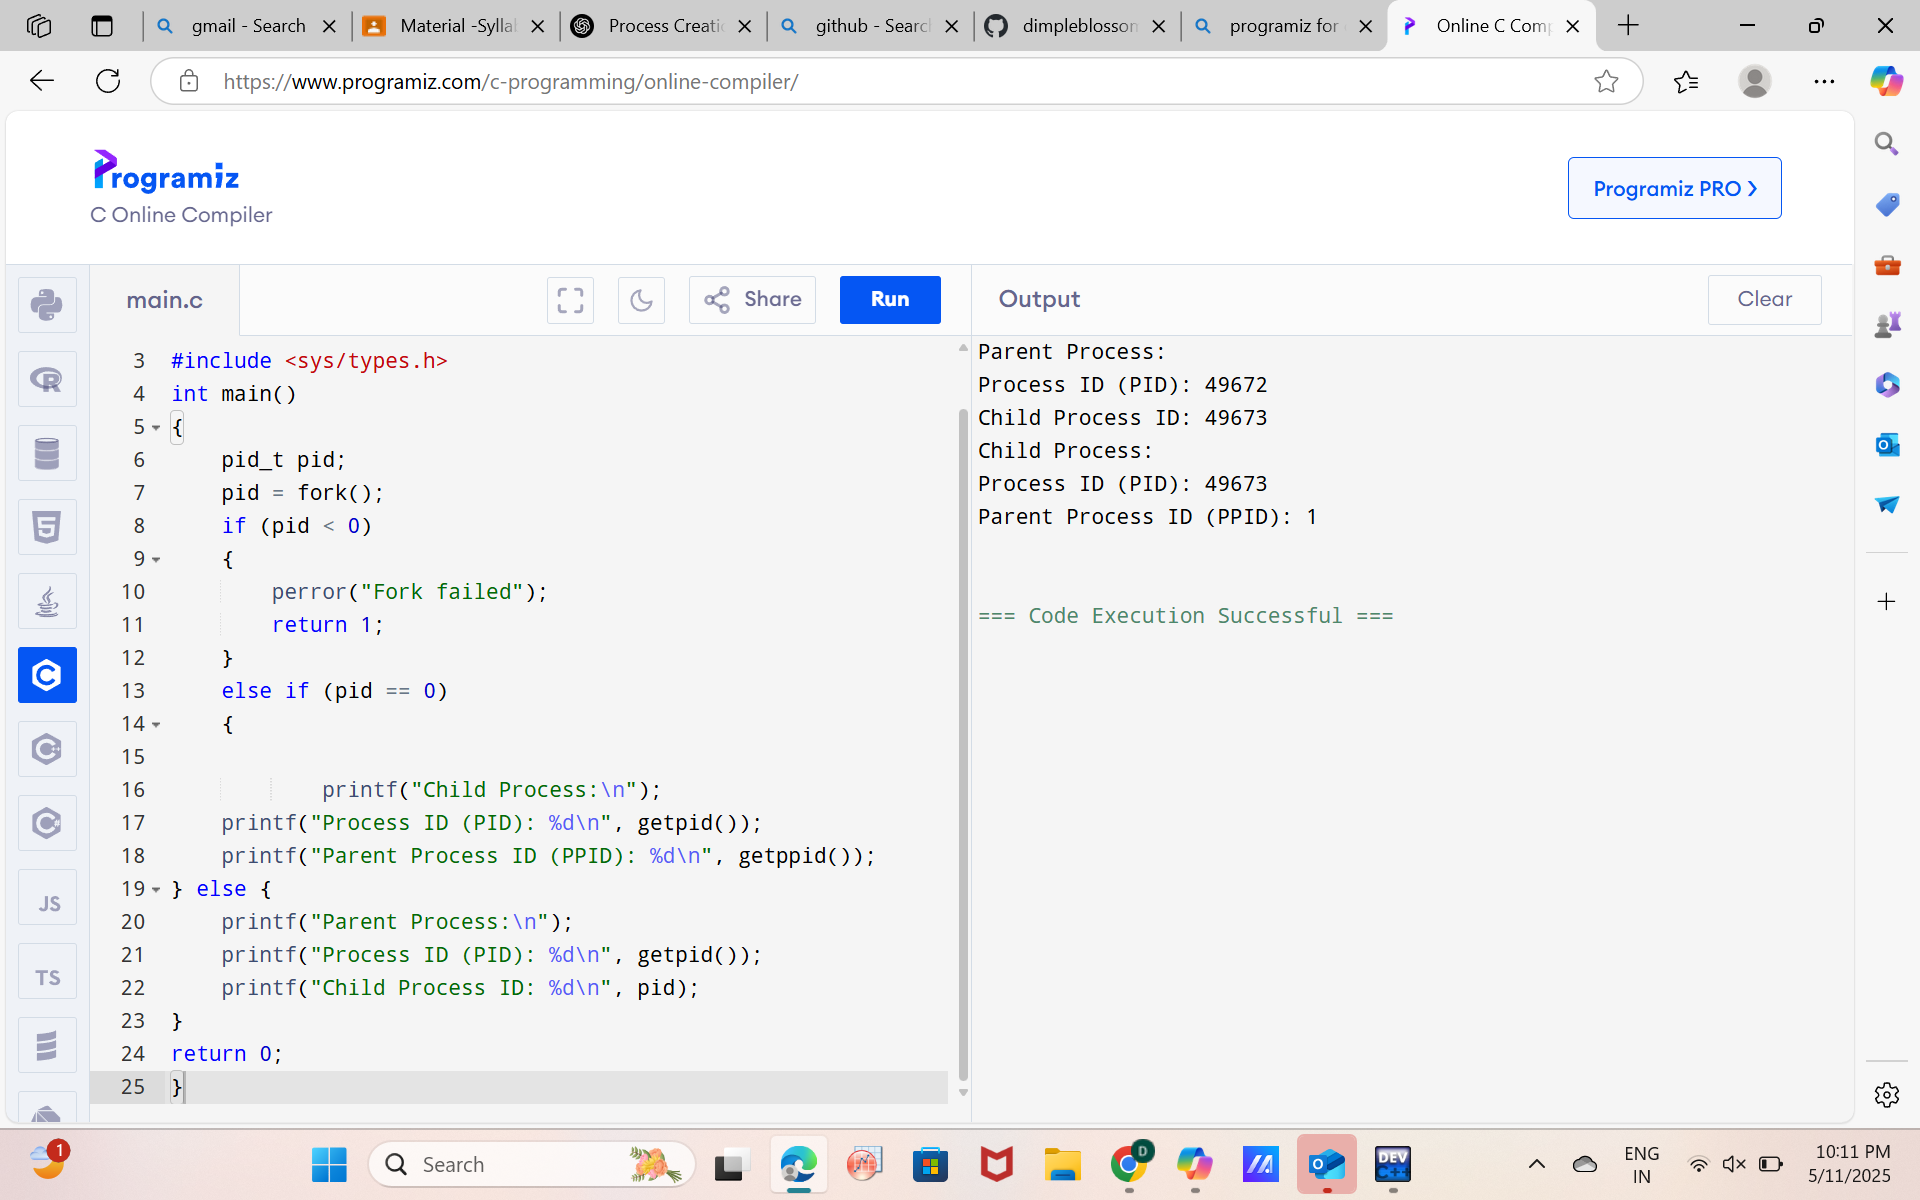 gmail - Search
Material -Sylla
Process Creatio
github - Searc
dimpleblossom
programiz for
Online C Comp
https://www.programiz.com/c-programming/online-compiler/
Programiz
C Online Compiler
Programiz PRO ❯
main.c
Share
Run
Output
Clear
3 #include <sys/types.h>
4 int main()
5 {
6     pid_t pid;
7     pid = fork();
8     if (pid < 0)
9     {
10         perror("Fork failed");
11         return 1;
12     }
13     else if (pid == 0)
14     {
15
16             printf("Child Process:\n");
17     printf("Process ID (PID): %d\n", getpid());
18     printf("Parent Process ID (PPID): %d\n", getppid());
19 } else {
20     printf("Parent Process:\n");
21     printf("Process ID (PID): %d\n", getpid());
22     printf("Child Process ID: %d\n", pid);
23 }
24 return 0;
25 }
Parent Process:
Process ID (PID): 49672
Child Process ID: 49673
Child Process:
Process ID (PID): 49673
Parent Process ID (PPID): 1
=== Code Execution Successful ===
R
5
C
JS
TS
1
Search
D
DEV
C++
ENG
IN
10:11 PM
5/11/2025